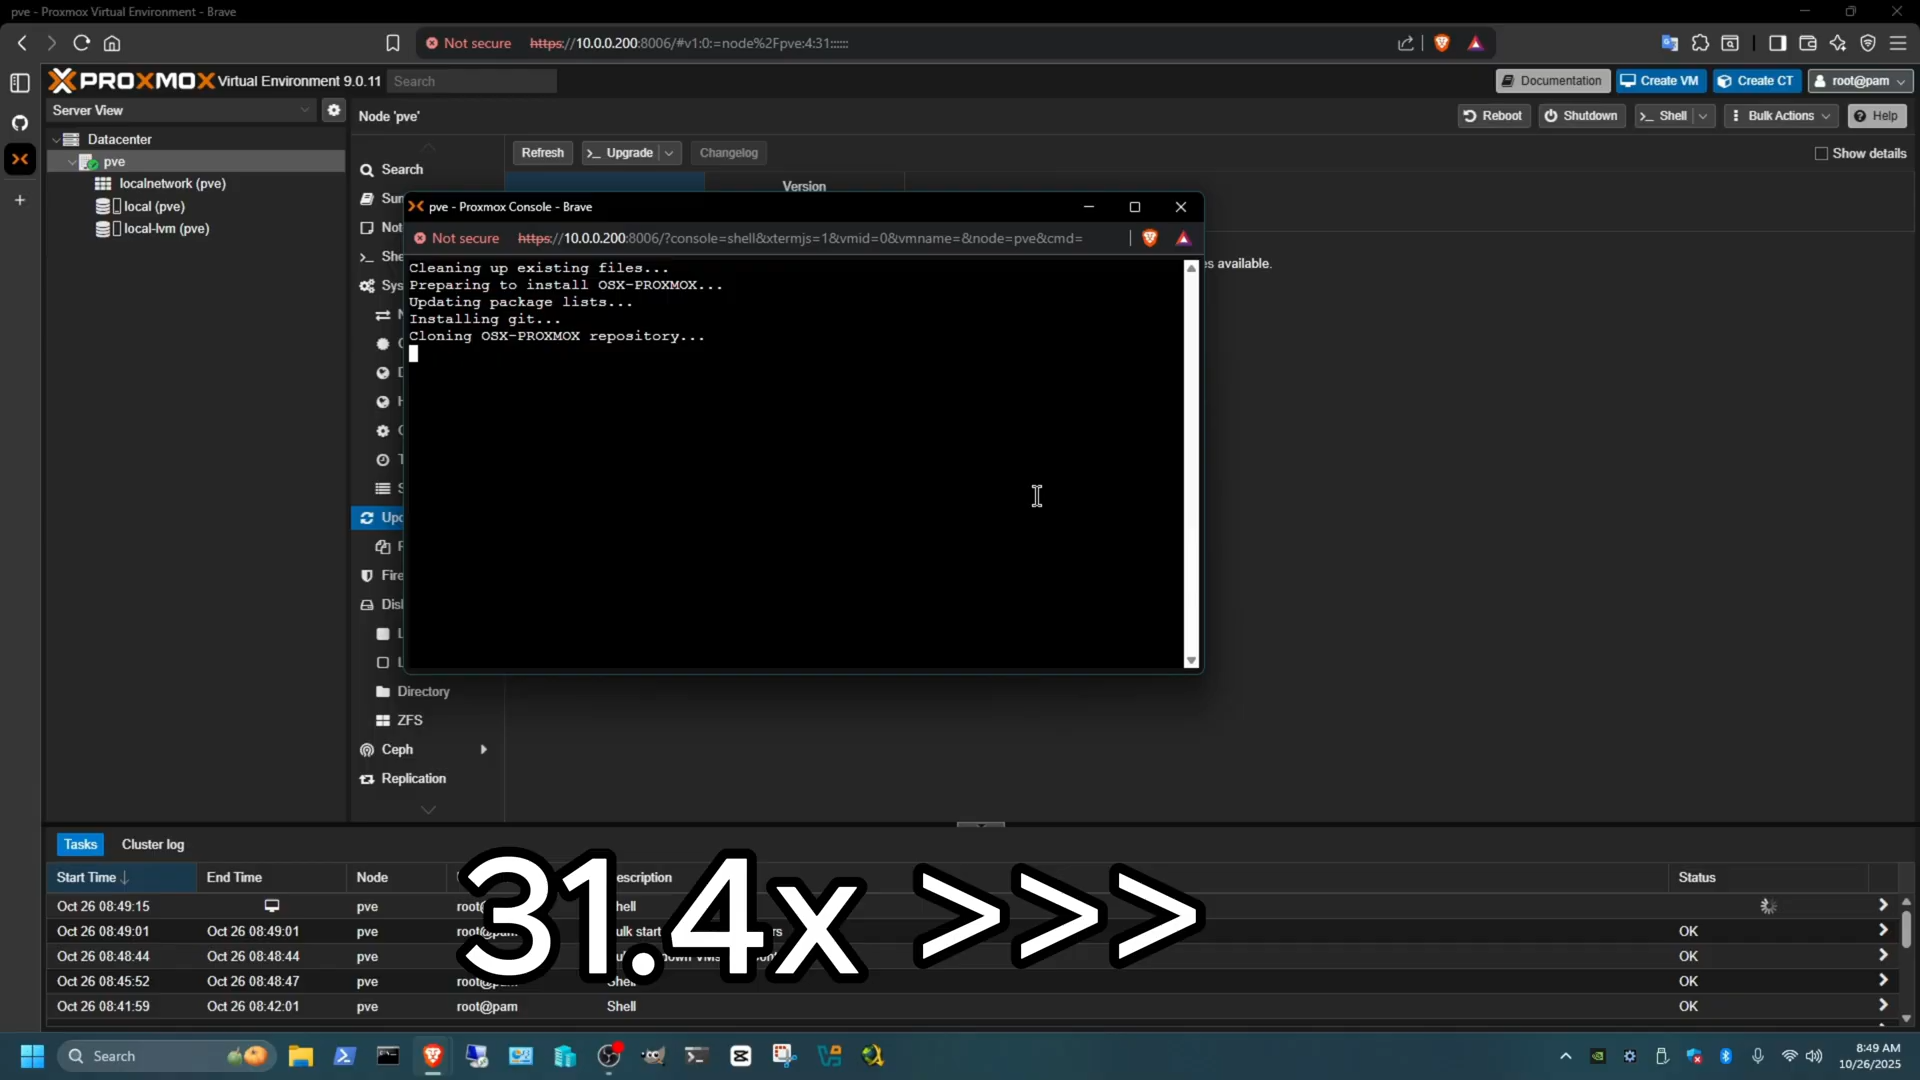 pve - Proxmox Virtual Environment - Brave
Not secure https://10.0.0.200:8006/#v1:0:=node%2Fpve:4:31::::::
PROXMOX Virtual Environment 9.0.11 Search
Documentation Create VM Create CT root@pam
Server View
Node 'pve'
Reboot Shutdown Shell Bulk Actions Help
Datacenter
pve
localnetwork (pve)
local (pve)
local-lvm (pve)
Search
Directory
ZFS
Ceph
Replication
Refresh Upgrade Changelog
Show details
Version
pve - Proxmox Console - Brave
Not secure https://10.0.0.200:8006/?console=shell&xtermjs=1&vmid=0&vmname=&node=pve&cmd=
Cleaning up existing files...
Preparing to install OSX-PROXMOX...
Updating package lists...
Installing git...
Cloning OSX-PROXMOX repository...
available.
Tasks Cluster log
Start Time End Time Node Status
Oct 26 08:49:15 pve
Oct 26 08:49:01 Oct 26 08:49:01 pve OK
Oct 26 08:48:44 Oct 26 08:48:44 pve OK
Oct 26 08:45:52 Oct 26 08:48:47 pve Shell OK
Oct 26 08:41:59 Oct 26 08:42:01 pve root@pam Shell OK
31.4x >>>
Search
8:49 AM
10/26/2025